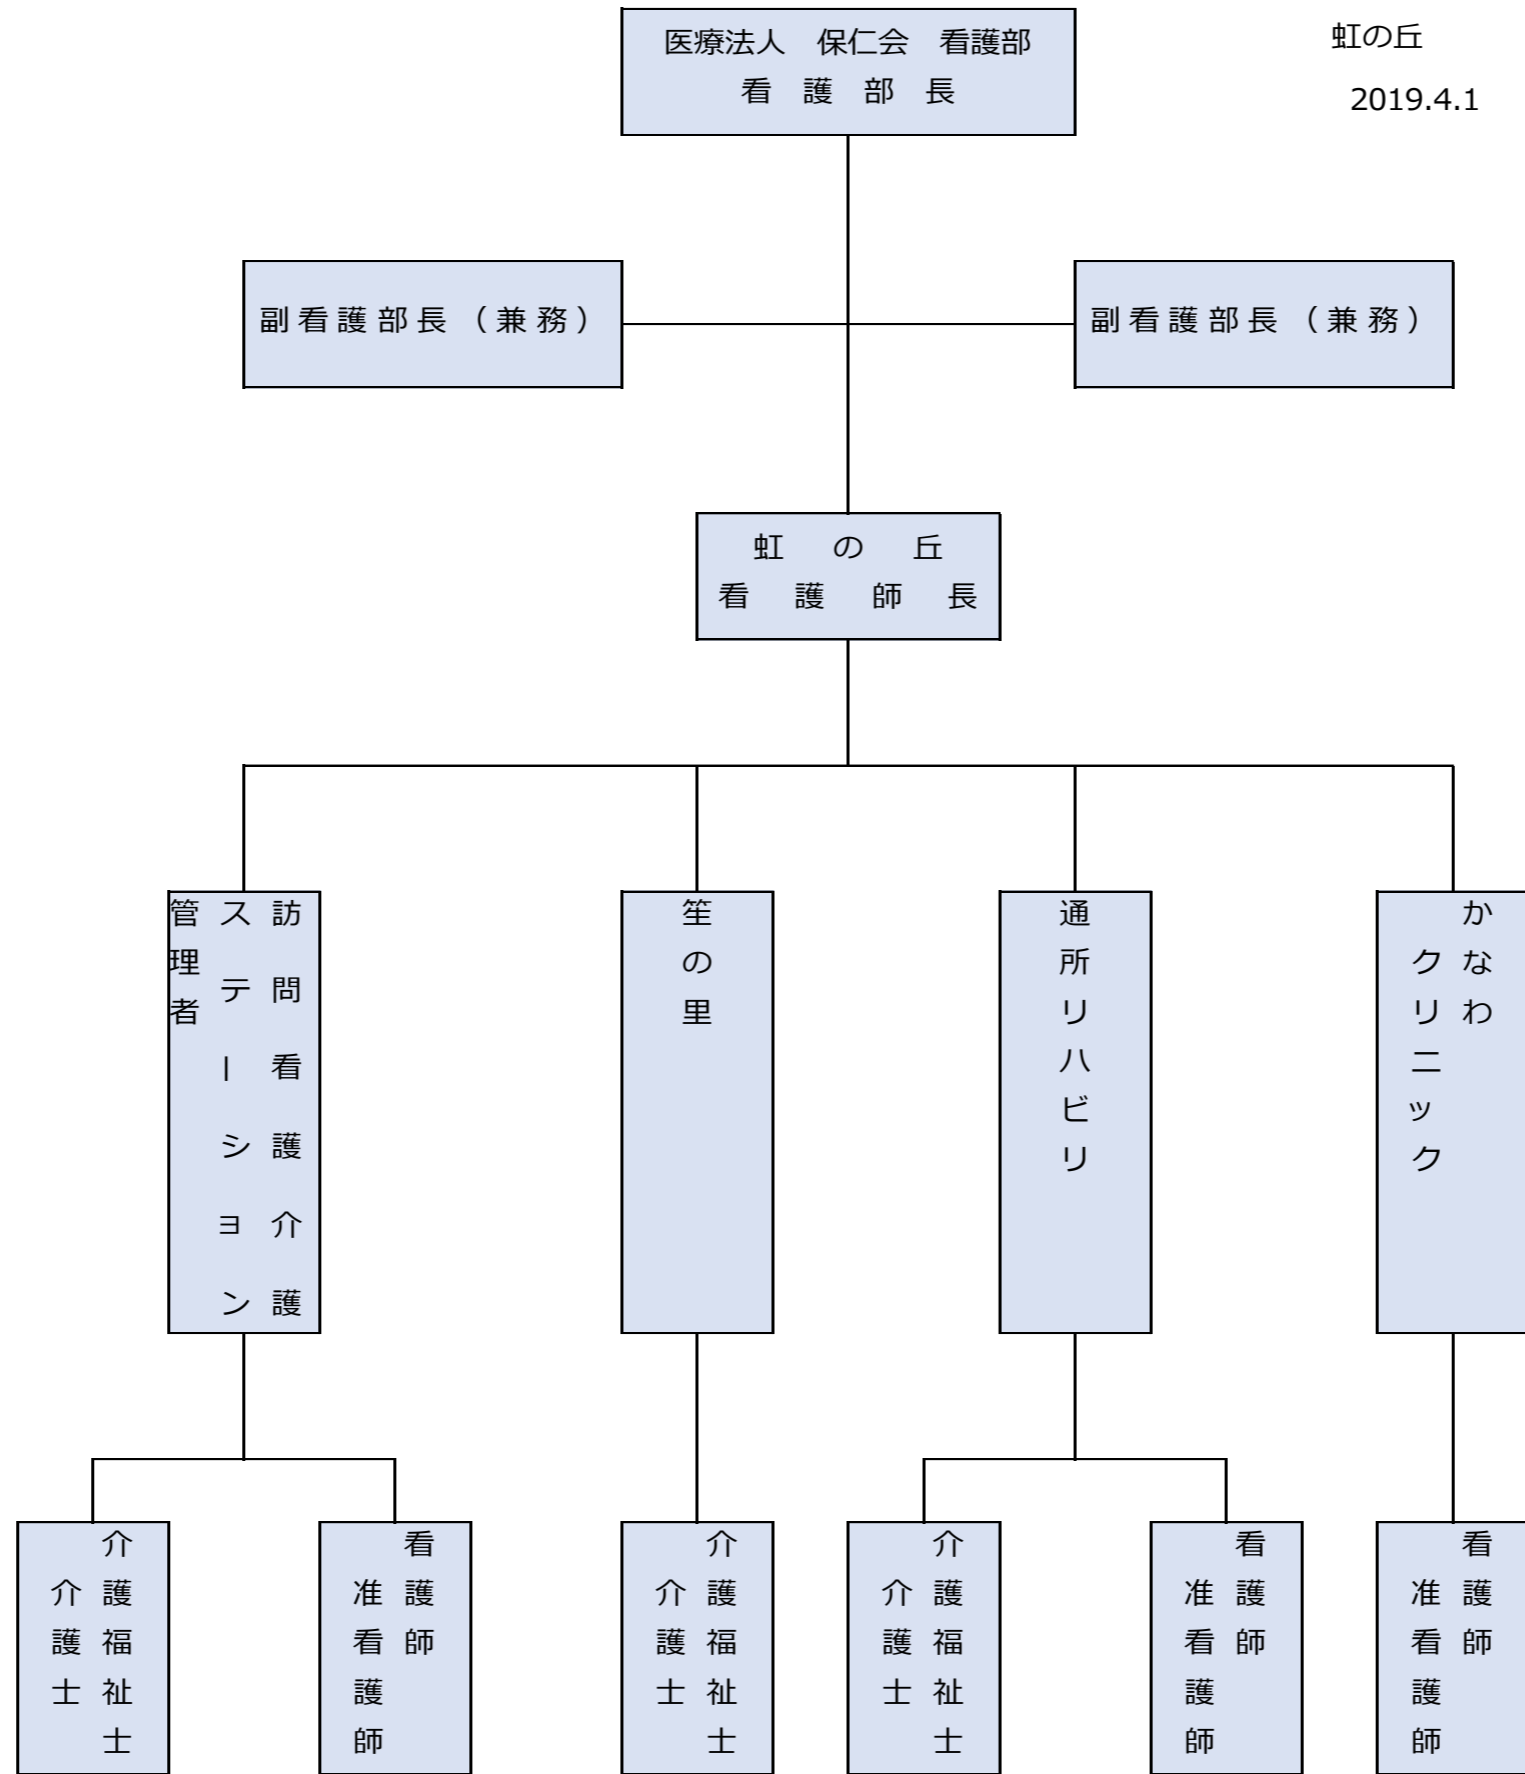 医療法人　保仁会　看護部
看護部長
虹の丘
2019.4.1
副看護部長（兼務）
副看護部長（兼務）
虹の丘
看護師長
訪問看護介護
ステーション
管理者
笙の里
通所リハビリ
かなわ
クリニック
介護福祉士
介護士
看護師
准看護師
介護福祉士
介護士
介護福祉士
介護士
看護師
准看護師
看護師
准看護師